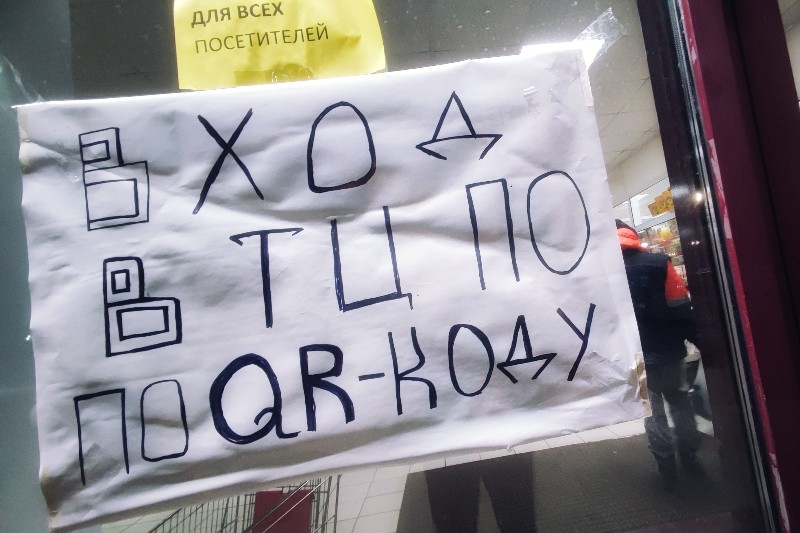 ДЛЯ ВСЕХ
ПОСЕТИТЕЛЕЙ
ВХОД
В ТЦ ПО
ПО QR-КОДУ